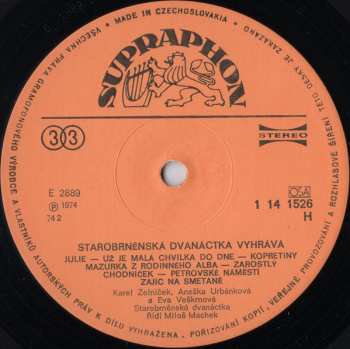 MADE IN CZECHOSLOVAKIA • VŠECHNA PRÁVA GRAMOFONOVÉHO VÝROBCE A VLASTNÍKŮ AUTORSKÝCH PRÁV K DÍLU VYHRAŽENA, POŘIZOVÁNÍ KOPIÍ, VEŘEJNÉ PROVOZOVÁNÍ A ROZHLASOVÉ ŠÍŘENÍ TÉTO DESKY JE ZAKÁZÁNO
SUPRAPHON
33
STEREO
E 2889
℗ 1974
74 2
OSA
1 14 1526
H
STAROBRNĚNSKÁ DVANÁCTKA VYHRÁVÁ
JULIE — UŽ JE MALÁ CHVILKA DO DNE — KOPRETINY
MAZURKA Z RODINNÉHO ALBA — ZAROSTLÝ
CHODNÍČEK — PETROVSKÉ NÁMĚSTÍ
ZAJÍC NA SMETANĚ
Karel Zelníček, Anežka Urbánková
a Eva Veškrnová
Starobrněnská dvanáctka
Řídí Miloš Machek